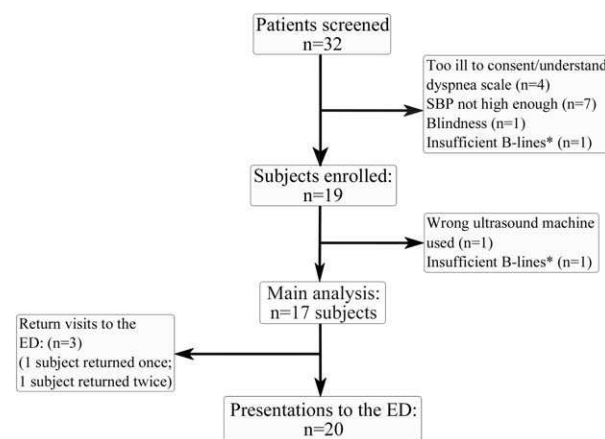 Patients screened
n=32
Too ill to consent/understand
dyspnea scale (n=4)
SBP not high enough (n=7)
Blindness (n=1)
Insufficient B-lines* (n=1)
Subjects enrolled:
n=19
Wrong ultrasound machine
used (n=1)
Insufficient B-lines* (n=1)
Main analysis:
n=17 subjects
Return visits to the
ED: (n=3)
(1 subject returned once;
1 subject returned twice)
Presentations to the ED:
n=20